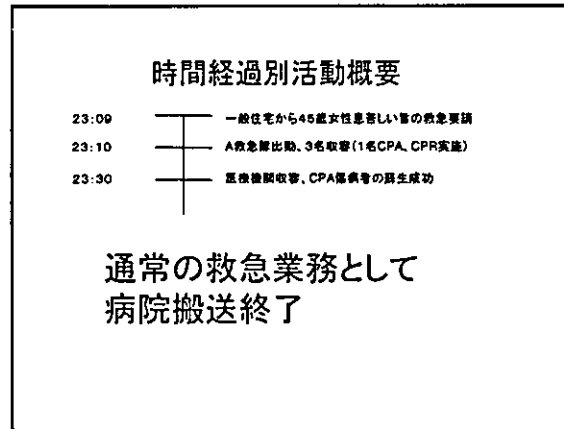 時間経過別活動概要
23:09 一般住宅から45歳女性息苦しい旨の救急要請
23:10 A救急隊出動、3名収容(1名CPA、CPR実施)
23:30 医療機関収容、CPA傷病者の蘇生成功
通常の救急業務として
病院搬送終了